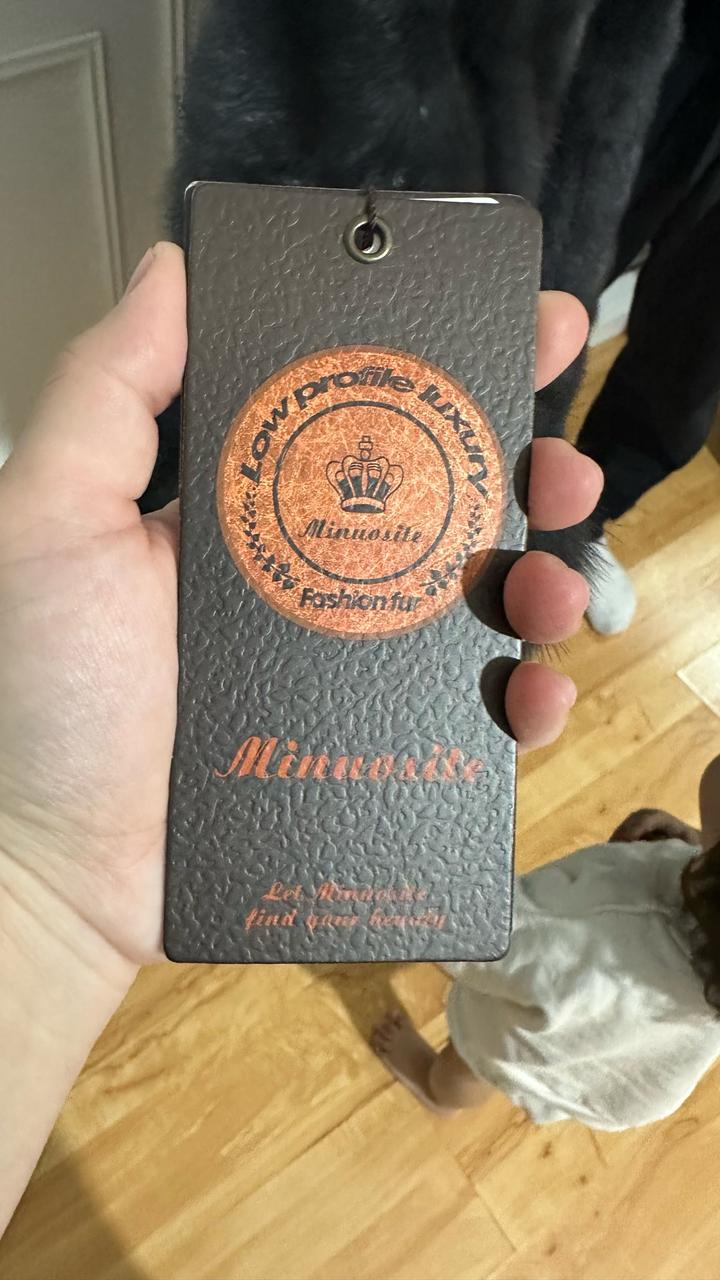 Low profile luxury
Minuosite
Fashion fur
Minuosite
Let Minuosite
find your beauty